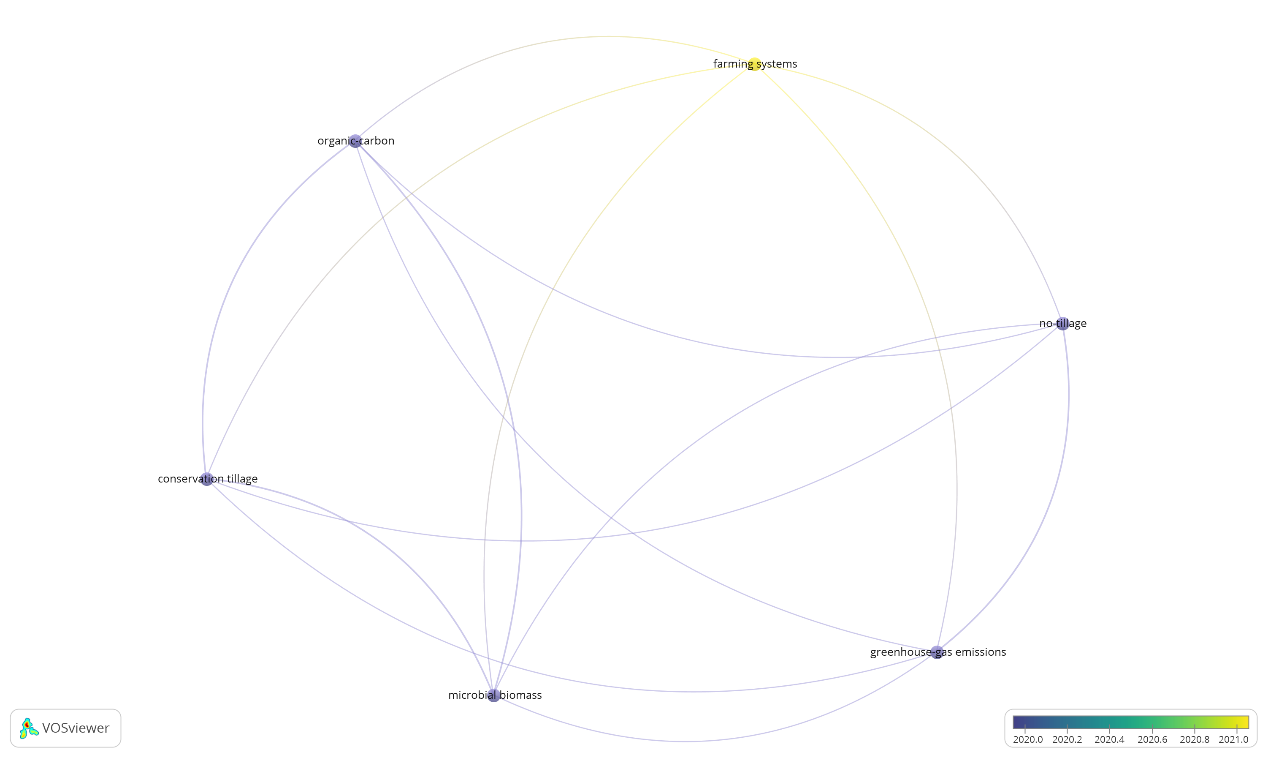 farming systems
organic-carbon
no-tillage
conservation tillage
greenhouse-gas emissions
microbial biomass
VOSviewer
2020.0 2020.2 2020.4 2020.6 2020.8 2021.0